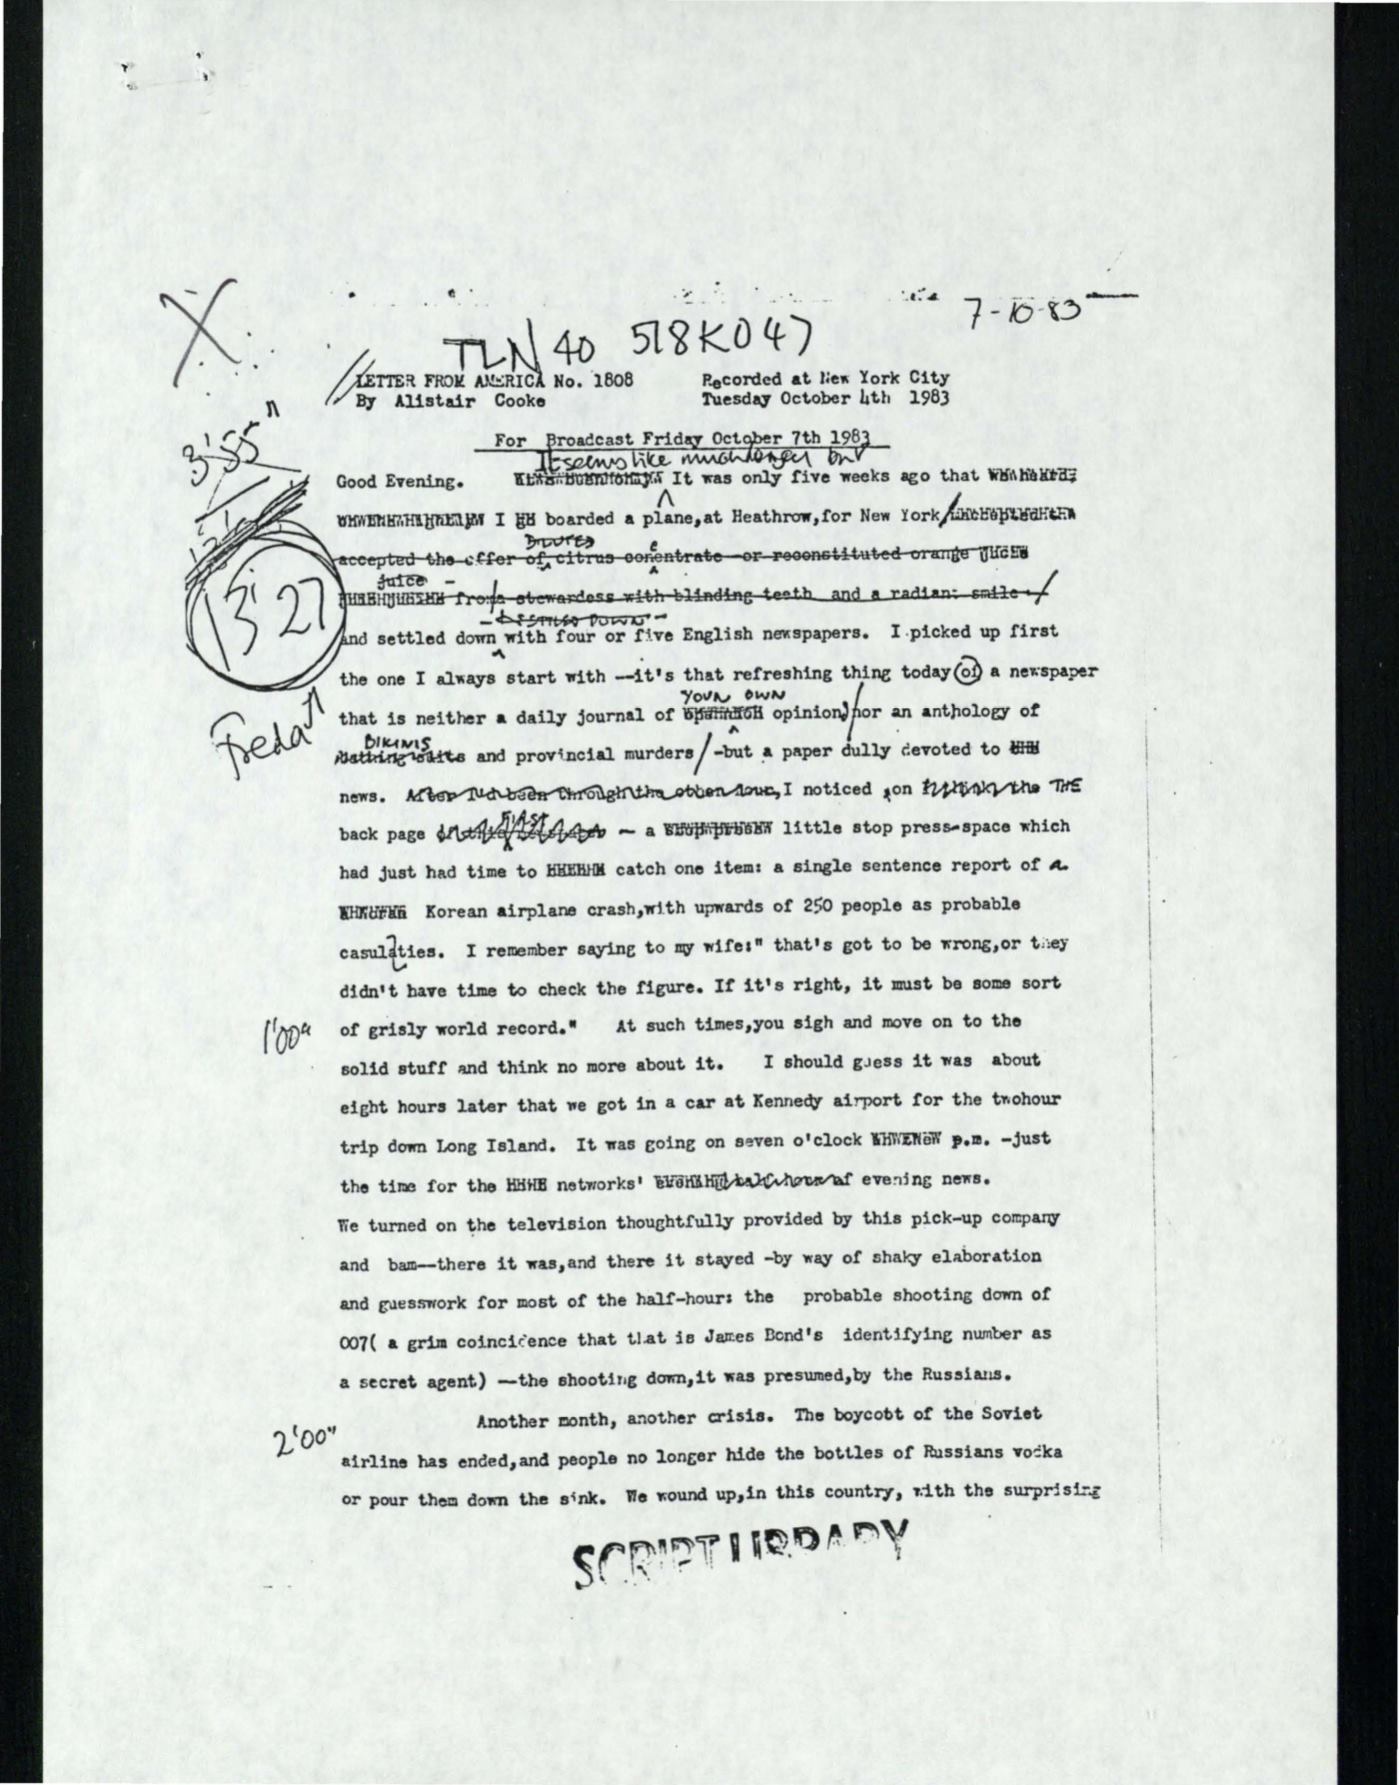 7-10-83
TLN 40 518K047
LETTER FROM AMERICA No. 1808 Recorded at New York City
By Alistair Cooke Tuesday October 4th 1983
3'55"
For Broadcast Friday October 7th 1983
It seems like much longer but
Good Evening. It was only five weeks ago that
I boarded a plane,at Heathrow,for New York
DILUTED
accepted the offer of citrus concentrate -or reconstituted orange
juice -
from a stewardess with blinding teeth and a radiant smile
13'27
and settled down with four or five English newspapers. I picked up first
the one I always start with --it's that refreshing thing today (of) a newspaper
Freda
YOUR OWN
that is neither a daily journal of opinion, nor an anthology of
BIKINIS
bathing suits and provincial murders -but a paper dully devoted to
news. After I'd been through the other four, I noticed ,on THE
FIRST
back page - a little stop press-space which
had just had time to catch one item: a single sentence report of a
Korean airplane crash,with upwards of 250 people as probable
casulaties. I remember saying to my wife:" that's got to be wrong,or they
didn't have time to check the figure. If it's right, it must be some sort
1'00"
of grisly world record." At such times,you sigh and move on to the
solid stuff and think no more about it. I should guess it was about
eight hours later that we got in a car at Kennedy airport for the twohour
trip down Long Island. It was going on seven o'clock p.m. -just
the time for the networks' half-hour of evening news.
We turned on the television thoughtfully provided by this pick-up company
and bam--there it was,and there it stayed -by way of shaky elaboration
and guesswork for most of the half-hour: the probable shooting down of
007( a grim coincidence that that is James Bond's identifying number as
a secret agent) --the shooting down,it was presumed,by the Russians.
Another month, another crisis. The boycott of the Soviet
2'00"
airline has ended,and people no longer hide the bottles of Russians vodka
or pour them down the sink. We wound up,in this country, with the surprising
SCRIPT LIBRARY